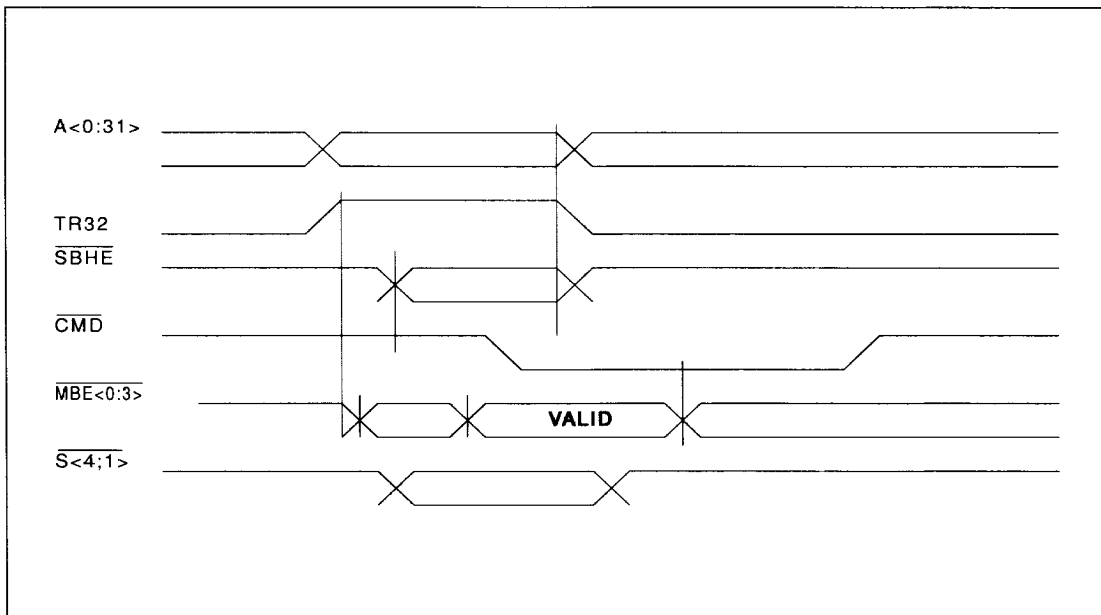 A<0:31>
TR32
SBHE
CMD
MBE<0:3>
VALID
S<4;1>